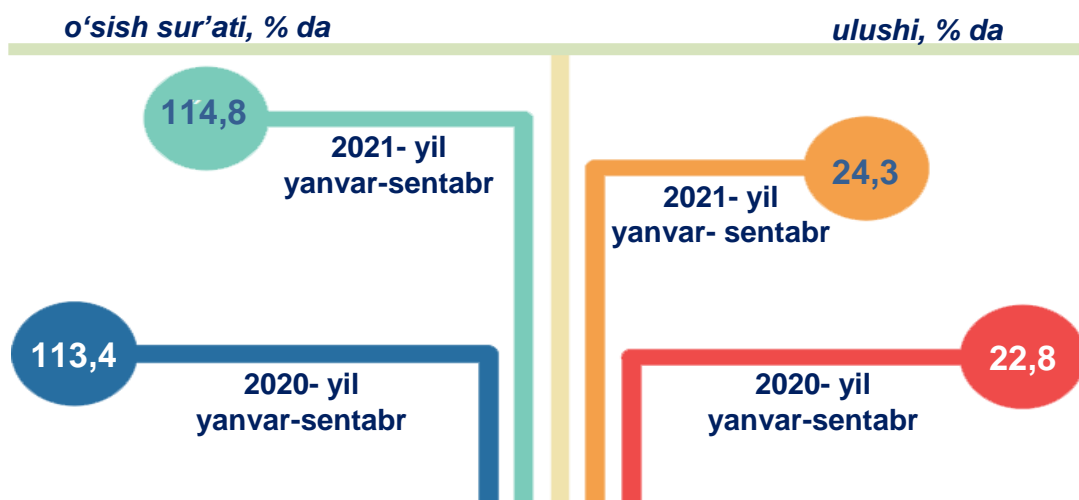 o‘sish sur’ati, % da
ulushi, % da
114,8
2021- yil
yanvar-sentabr
24,3
2021- yil
yanvar- sentabr
113,4
2020- yil
yanvar-sentabr
22,8
2020- yil
yanvar-sentabr